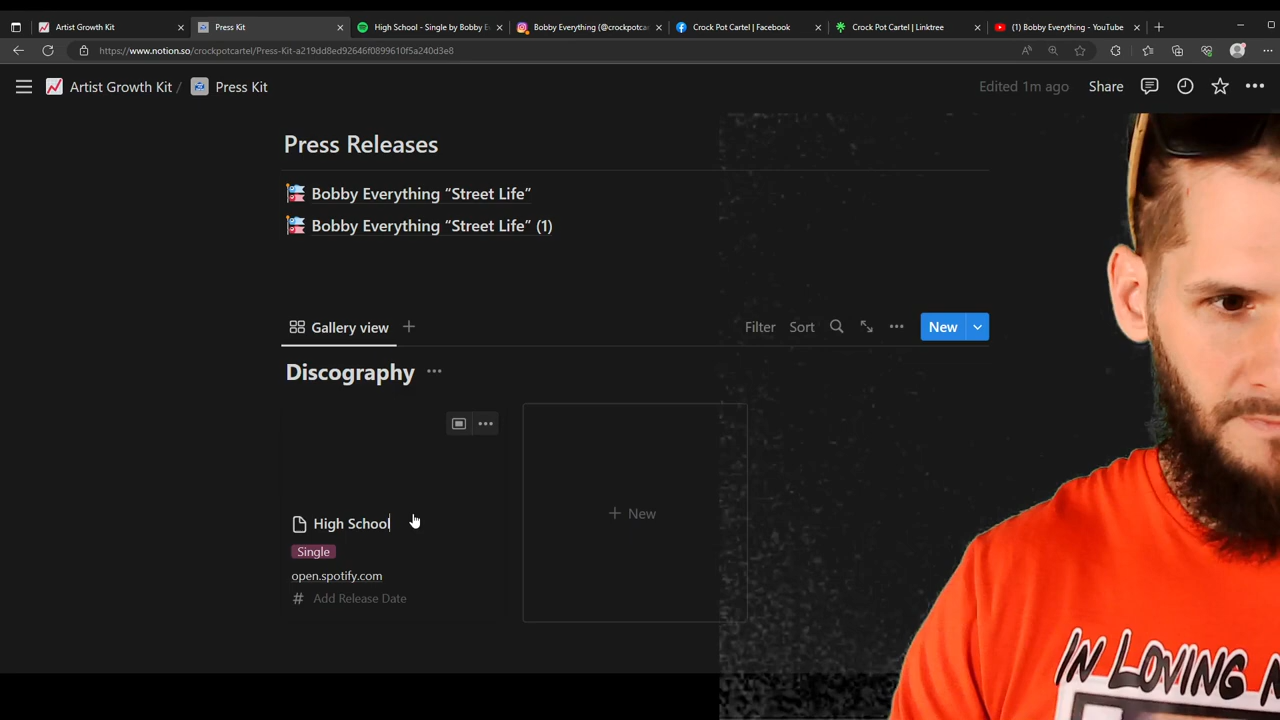 Artist Growth Kit
Press Kit
High School - Single by Bobby E
Bobby Everything (@crockpotcar
Crock Pot Cartel | Facebook
Crock Pot Cartel | Linktree
(1) Bobby Everything - YouTube
https://www.notion.so/crockpotcartel/Press-Kit-a219dd8ed92646f0899610f5a240d3e8
Artist Growth Kit / Press Kit
Edited 1m ago
Share
Press Releases
Bobby Everything “Street Life”
Bobby Everything “Street Life” (1)
Gallery view
Filter
Sort
New
Discography
High School
Single
open.spotify.com
# Add Release Date
+ New
IN LOVING M